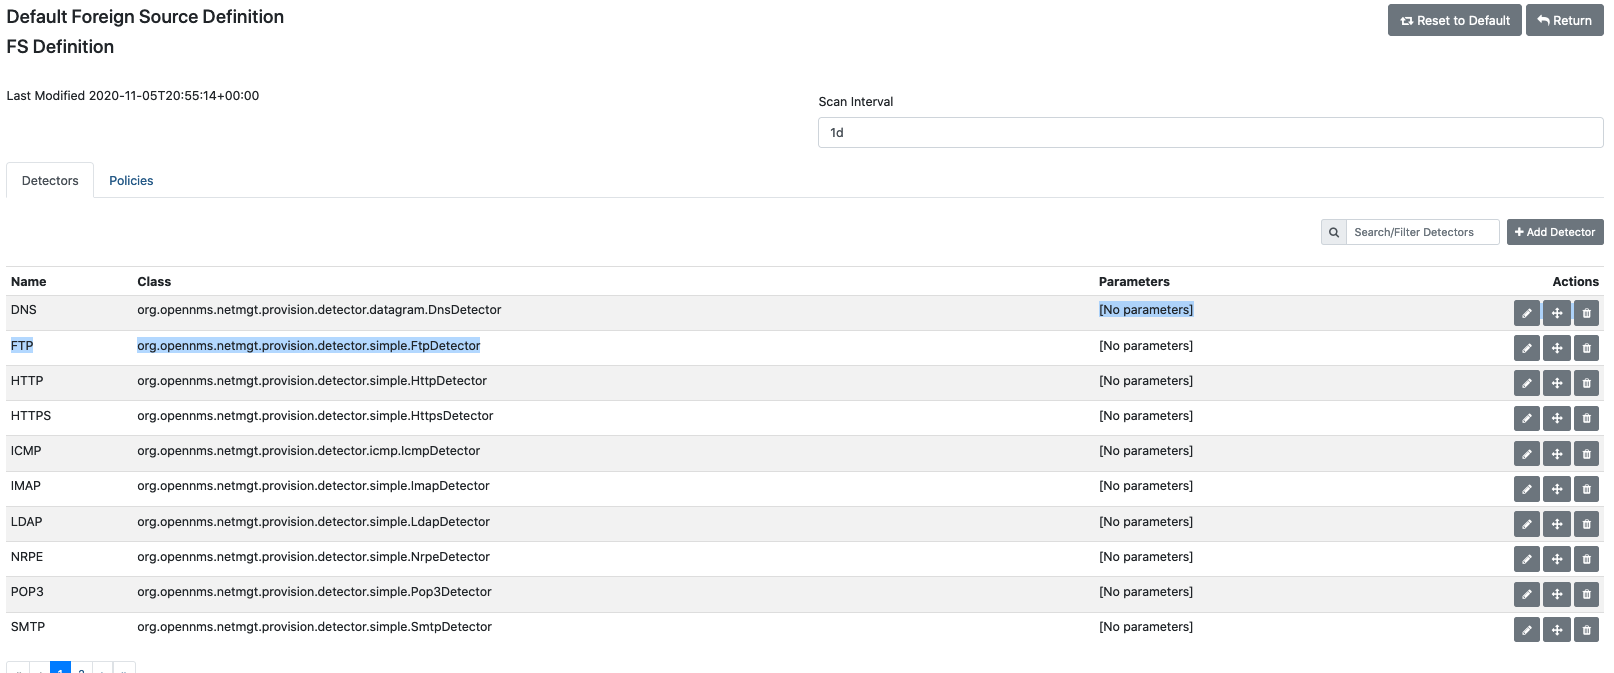 Default Foreign Source Definition
Reset to Default
Return
FS Definition
Last Modified 2020-11-05T20:55:14+00:00
Scan Interval
1d
Detectors
Policies
Search/Filter Detectors
Add Detector
Name Class Parameters Actions
DNS org.opennms.netmgt.provision.detector.datagram.DnsDetector [No parameters]
FTP org.opennms.netmgt.provision.detector.simple.FtpDetector [No parameters]
HTTP org.opennms.netmgt.provision.detector.simple.HttpDetector [No parameters]
HTTPS org.opennms.netmgt.provision.detector.simple.HttpsDetector [No parameters]
ICMP org.opennms.netmgt.provision.detector.icmp.IcmpDetector [No parameters]
IMAP org.opennms.netmgt.provision.detector.simple.ImapDetector [No parameters]
LDAP org.opennms.netmgt.provision.detector.simple.LdapDetector [No parameters]
NRPE org.opennms.netmgt.provision.detector.simple.NrpeDetector [No parameters]
POP3 org.opennms.netmgt.provision.detector.simple.Pop3Detector [No parameters]
SMTP org.opennms.netmgt.provision.detector.simple.SmtpDetector [No parameters]